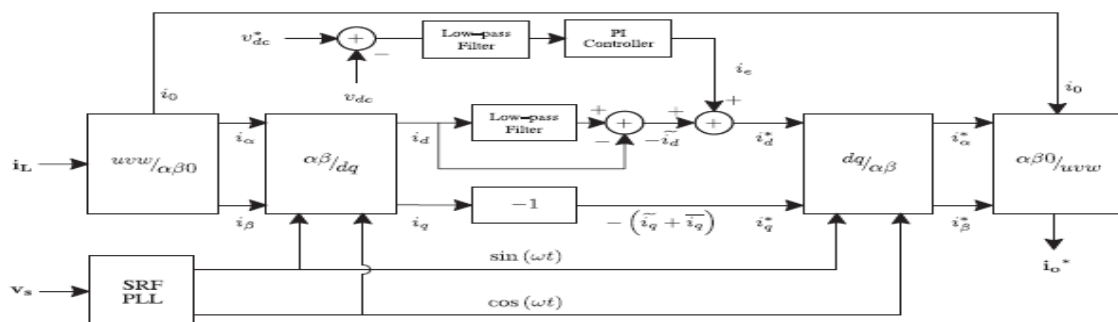 v*dc
+
−
Low–pass
Filter
PI
Controller
i0
vdc
ie
i0
iL
uvw/αβ0
iα
iβ
αβ/dq
id
Low–pass
Filter
+
−
+
−ĩd
+
+
i*d
iq
−1
−(ĩq + i̅q)
i*q
dq/αβ
i*α
i*β
αβ0/uvw
io*
vs
SRF
PLL
sin (ωt)
cos (ωt)